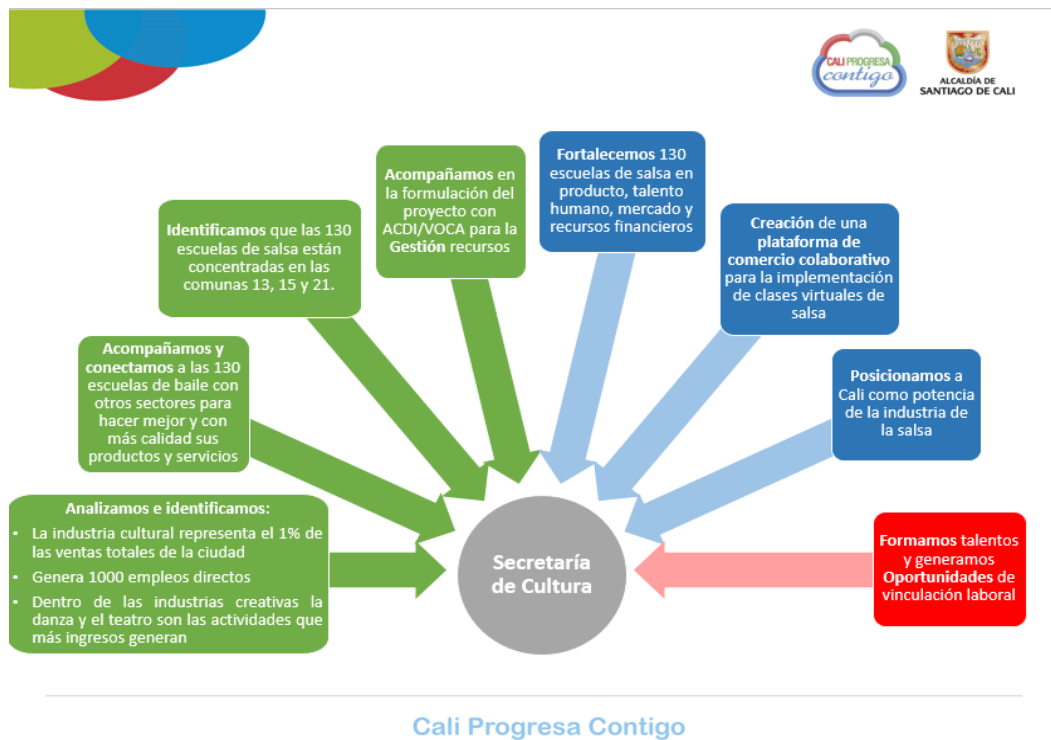 CALI PROGRESA
contigo
ALCALDÍA DE
SANTIAGO DE CALI
Analizamos e identificamos:
• La industria cultural representa el 1% de
las ventas totales de la ciudad
• Genera 1000 empleos directos
• Dentro de las industrias creativas la
danza y el teatro son las actividades que
más ingresos generan
Acompañamos y
conectamos a las 130
escuelas de baile con
otros sectores para
hacer mejor y con
más calidad sus
productos y servicios
Identificamos que las 130
escuelas de salsa están
concentradas en las
comunas 13, 15 y 21.
Acompañamos en
la formulación del
proyecto con
ACDI/VOCA para la
Gestión recursos
Fortalecemos 130
escuelas de salsa en
producto, talento
humano, mercado y
recursos financieros
Creación de una
plataforma de
comercio colaborativo
para la implementación
de clases virtuales de
salsa
Posicionamos a
Cali como potencia
de la industria de
la salsa
Formamos talentos
y generamos
Oportunidades de
vinculación laboral
Secretaría
de Cultura
Cali Progresa Contigo